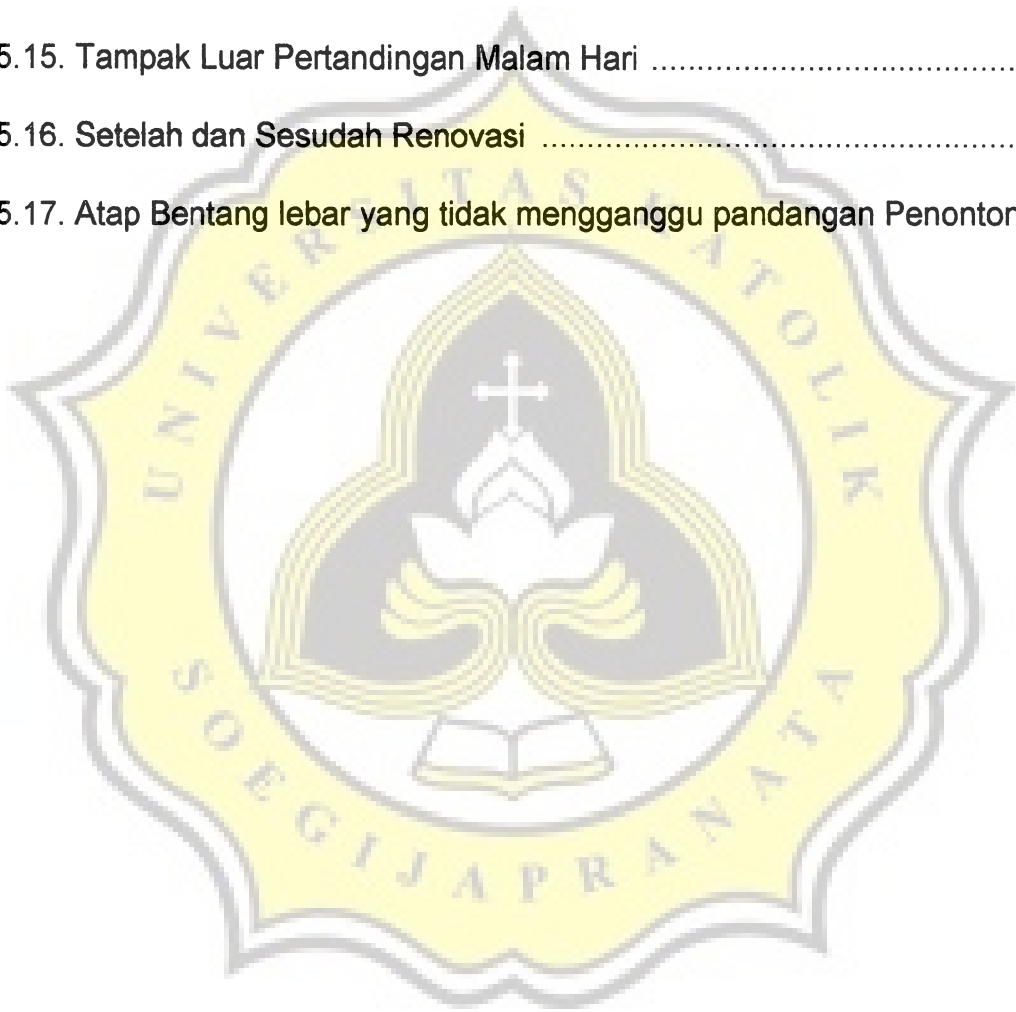 5.15. Tampak Luar Pertandingan Malam Hari ........................................
5.16. Setelah dan Sesudah Renovasi ....................................................
5.17. Atap Bentang lebar yang tidak mengganggu pandangan Penonton
UNIVERSITAS KATOLIK
SOEGIJAPRANATA